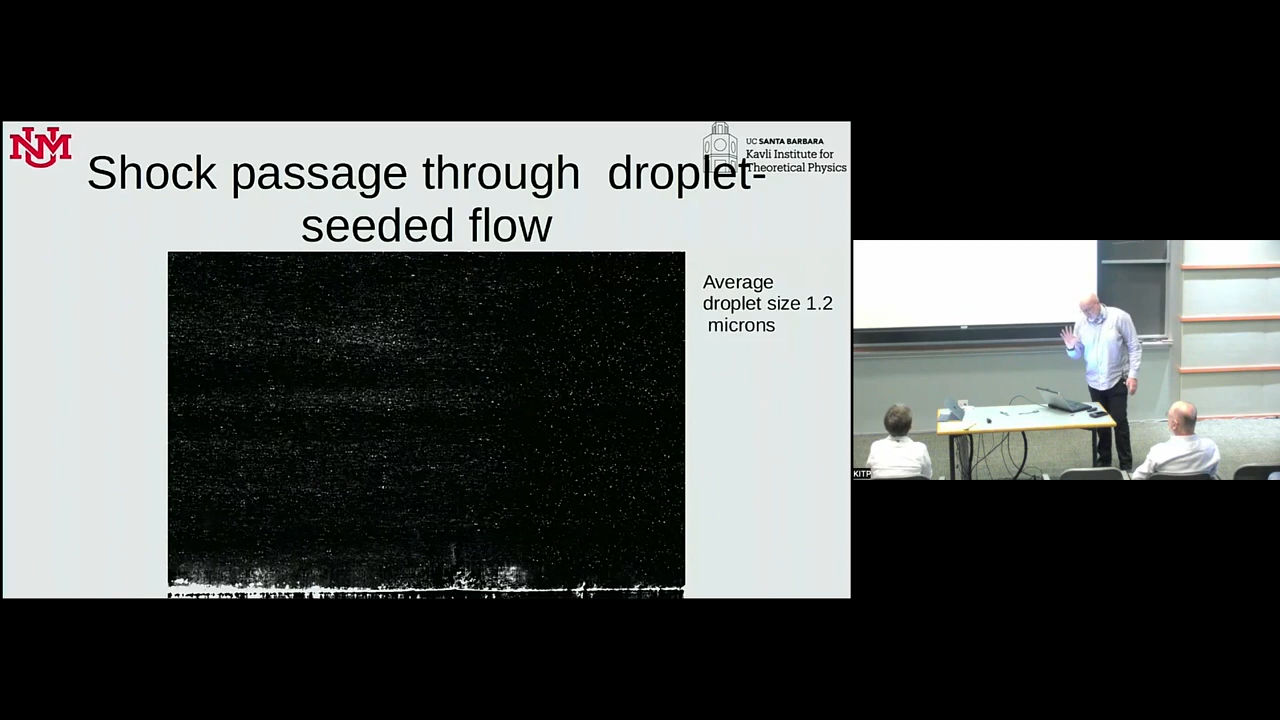 UNM
UC SANTA BARBARA
Kavli Institute for
Theoretical Physics
Shock passage through  droplet-
seeded flow
Average
droplet size 1.2
microns
KITP